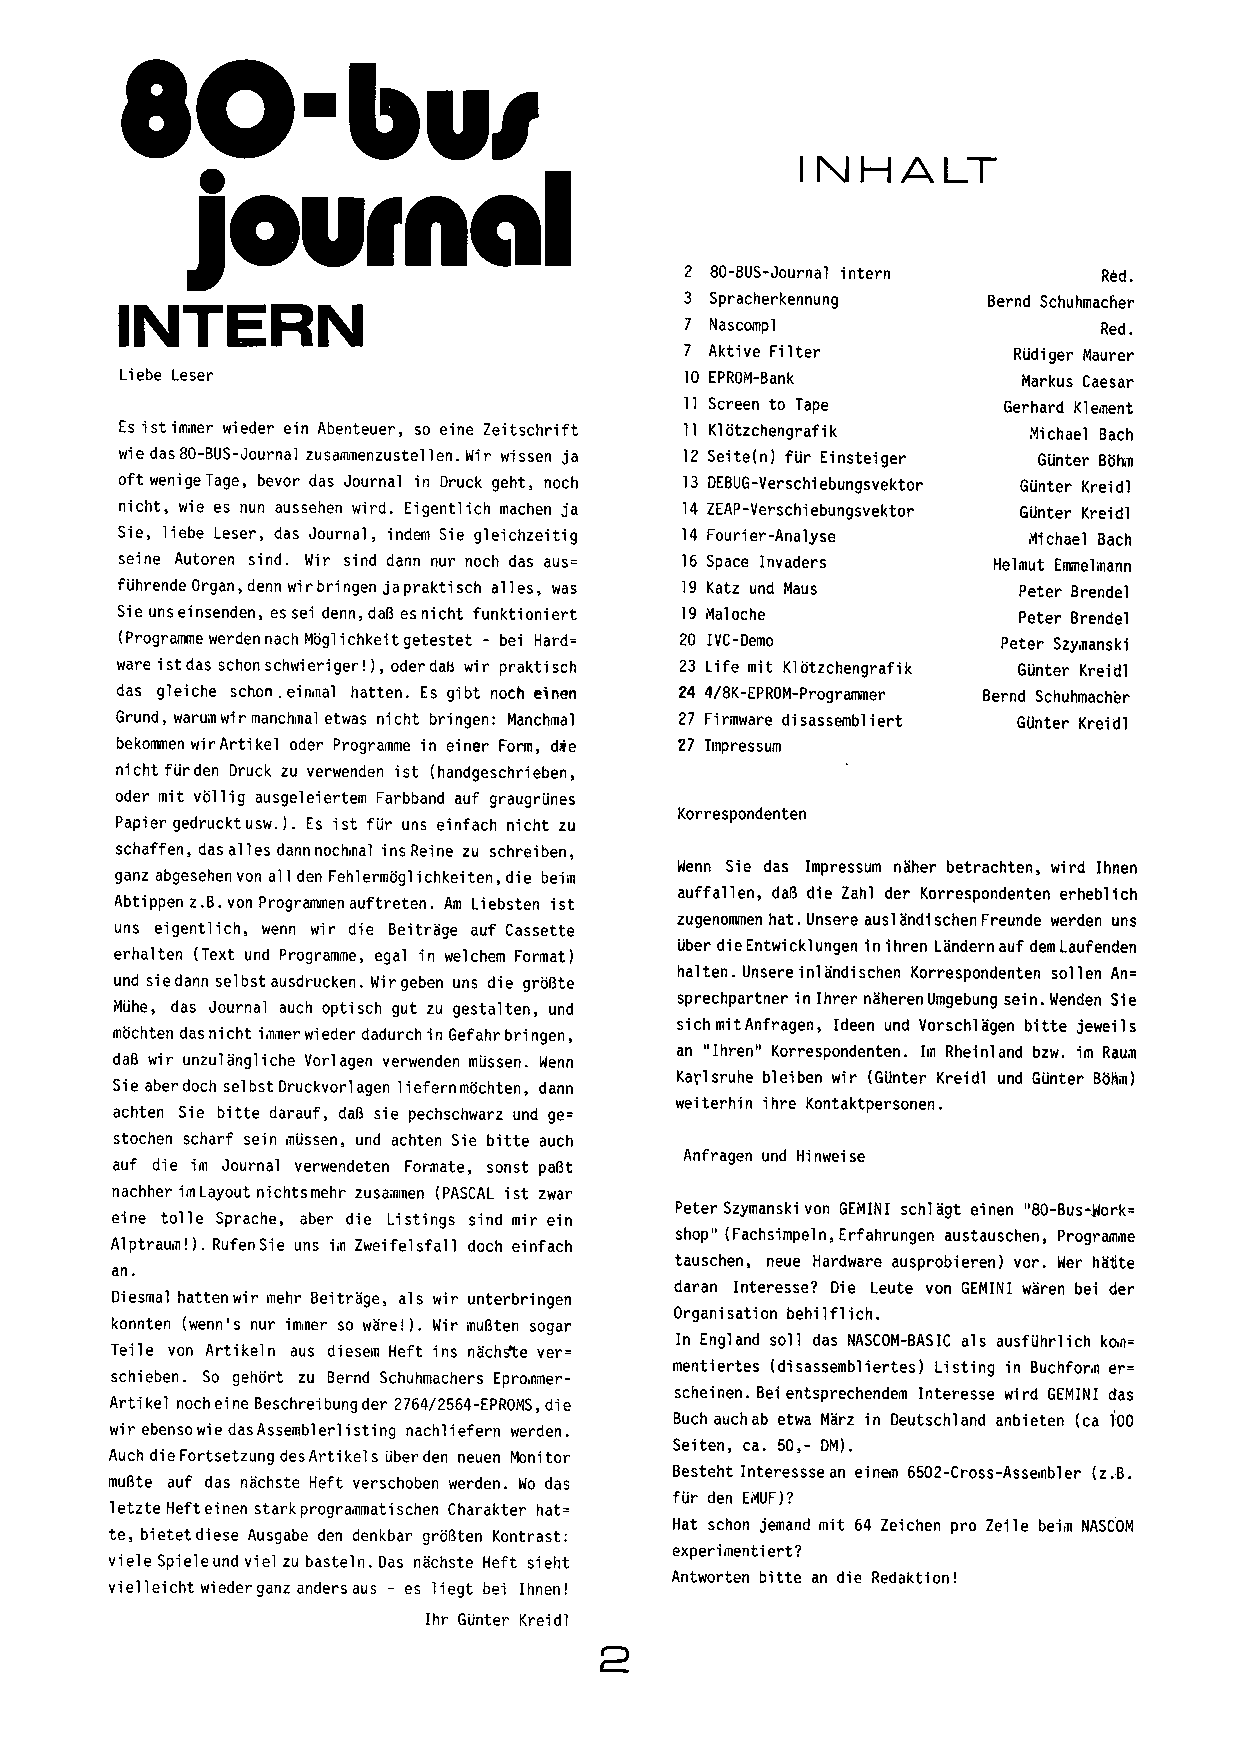 80-bus
journal
INTERN
Liebe Leser
Es ist immer wieder ein Abenteuer, so eine Zeitschrift
wie das 80-BUS-Journal zusammenzustellen. Wir wissen ja
oft wenige Tage, bevor das Journal in Druck geht, noch
nicht, wie es nun aussehen wird. Eigentlich machen ja
Sie, liebe Leser, das Journal, indem Sie gleichzeitig
seine Autoren sind. Wir sind dann nur noch das aus=
führende Organ, denn wir bringen ja praktisch alles, was
Sie uns einsenden, es sei denn, daß es nicht funktioniert
(Programme werden nach Möglichkeit getestet - bei Hard=
ware ist das schon schwieriger!), oder daß wir praktisch
das gleiche schon einmal hatten. Es gibt noch einen
Grund, warum wir manchmal etwas nicht bringen: Manchmal
bekommen wir Artikel oder Programme in einer Form, die
nicht für den Druck zu verwenden ist (handgeschrieben,
oder mit völlig ausgeleiertem Farbband auf graugrünes
Papier gedruckt usw.). Es ist für uns einfach nicht zu
schaffen, das alles dann nochmal ins Reine zu schreiben,
ganz abgesehen von all den Fehlermöglichkeiten, die beim
Abtippen z.B. von Programmen auftreten. Am Liebsten ist
uns eigentlich, wenn wir die Beiträge auf Cassette
erhalten (Text und Programme, egal in welchem Format)
und sie dann selbst ausdrucken. Wir geben uns die größte
Mühe, das Journal auch optisch gut zu gestalten, und
möchten das nicht immer wieder dadurch in Gefahr bringen,
daß wir unzulängliche Vorlagen verwenden müssen. Wenn
Sie aber doch selbst Druckvorlagen liefern möchten, dann
achten Sie bitte darauf, daß sie pechschwarz und ge=
stochen scharf sein müssen, und achten Sie bitte auch
auf die im Journal verwendeten Formate, sonst paßt
nachher im Layout nichts mehr zusammen (PASCAL ist zwar
eine tolle Sprache, aber die Listings sind mir ein
Alptraum!). Rufen Sie uns im Zweifelsfall doch einfach
an.
Diesmal hatten wir mehr Beiträge, als wir unterbringen
konnten (wenn's nur immer so wäre!). Wir mußten sogar
Teile von Artikeln aus diesem Heft ins nächste ver=
schieben. So gehört zu Bernd Schuhmachers Eprommer-
Artikel noch eine Beschreibung der 2764/2564-EPROMS, die
wir ebenso wie das Assemblerlisting nachliefern werden.
Auch die Fortsetzung des Artikels über den neuen Monitor
mußte auf das nächste Heft verschoben werden. Wo das
letzte Heft einen stark programmatischen Charakter hat=
te, bietet diese Ausgabe den denkbar größten Kontrast:
viele Spiele und viel zu basteln. Das nächste Heft sieht
vielleicht wieder ganz anders aus - es liegt bei Ihnen!
Ihr Günter Kreidl
INHALT
2 80-BUS-Journal intern Red.
3 Spracherkennung Bernd Schuhmacher
7 Nascompl Red.
7 Aktive Filter Rüdiger Maurer
10 EPROM-Bank Markus Caesar
11 Screen to Tape Gerhard Klement
11 Klötzchengrafik Michael Bach
12 Seite(n) für Einsteiger Günter Böhm
13 DEBUG-Verschiebungsvektor Günter Kreidl
14 ZEAP-Verschiebungsvektor Günter Kreidl
14 Fourier-Analyse Michael Bach
16 Space Invaders Helmut Emmelmann
19 Katz und Maus Peter Brendel
19 Maloche Peter Brendel
20 IVC-Demo Peter Szymanski
23 Life mit Klötzchengrafik Günter Kreidl
24 4/8K-EPROM-Programmer Bernd Schuhmacher
27 Firmware disassembliert Günter Kreidl
27 Impressum
Korrespondenten
Wenn Sie das Impressum näher betrachten, wird Ihnen
auffallen, daß die Zahl der Korrespondenten erheblich
zugenommen hat. Unsere ausländischen Freunde werden uns
über die Entwicklungen in ihren Ländern auf dem Laufenden
halten. Unsere inländischen Korrespondenten sollen An=
sprechpartner in Ihrer näheren Umgebung sein. Wenden Sie
sich mit Anfragen, Ideen und Vorschlägen bitte jeweils
an "Ihren" Korrespondenten. Im Rheinland bzw. im Raum
Karlsruhe bleiben wir (Günter Kreidl und Günter Böhm)
weiterhin ihre Kontaktpersonen.
Anfragen und Hinweise
Peter Szymanski von GEMINI schlägt einen "80-Bus-Work=
shop" (Fachsimpeln, Erfahrungen austauschen, Programme
tauschen, neue Hardware ausprobieren) vor. Wer hätte
daran Interesse? Die Leute von GEMINI wären bei der
Organisation behilflich.
In England soll das NASCOM-BASIC als ausführlich kom=
mentiertes (disassembliertes) Listing in Buchform er=
scheinen. Bei entsprechendem Interesse wird GEMINI das
Buch auch ab etwa März in Deutschland anbieten (ca 100
Seiten, ca. 50,- DM).
Besteht Interessse an einem 6502-Cross-Assembler (z.B.
für den EMUF)?
Hat schon jemand mit 64 Zeichen pro Zeile beim NASCOM
experimentiert?
Antworten bitte an die Redaktion!
2